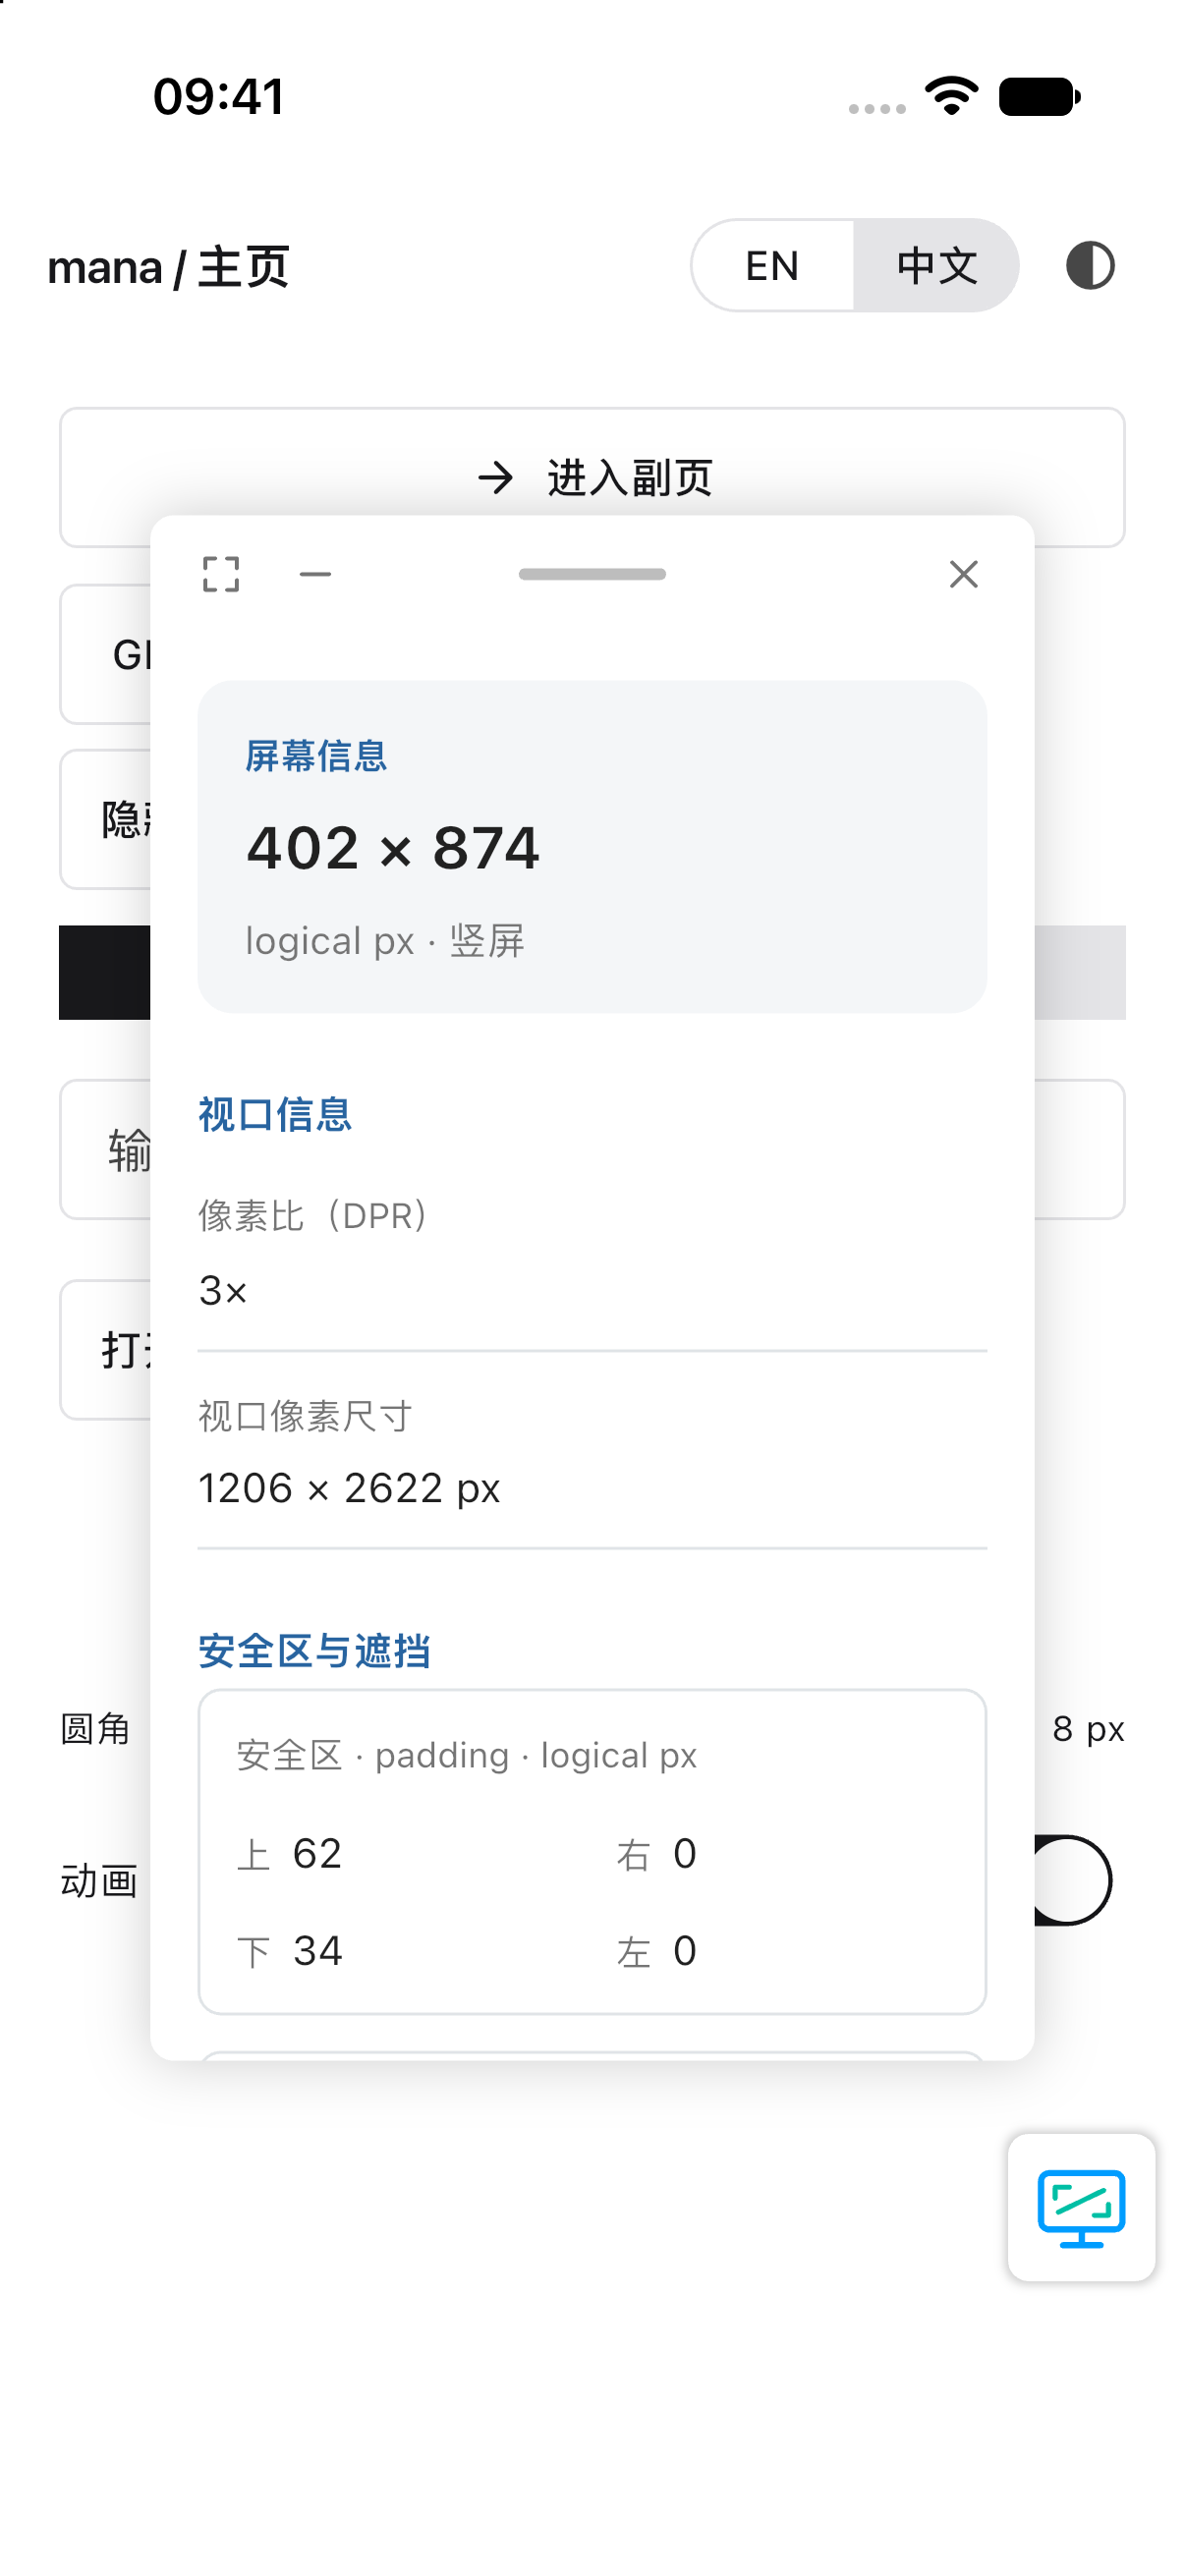 09:41
mana / 主页
EN 中文
进入副页
屏幕信息
402 × 874
logical px · 竖屏
视口信息
像素比（DPR）
3×
视口像素尺寸
1206 × 2622 px
安全区与遮挡
安全区 · padding · logical px
上 62 右 0
下 34 左 0
隐
输
打
圆角 8 px
动画